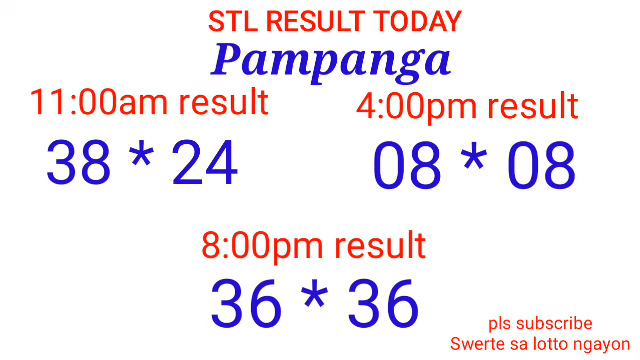 STL RESULT TODAY
Pampanga
11:00am result
38 * 24
4:00pm result
08 * 08
8:00pm result
36 * 36
pls subscribe
Swerte sa lotto ngayon